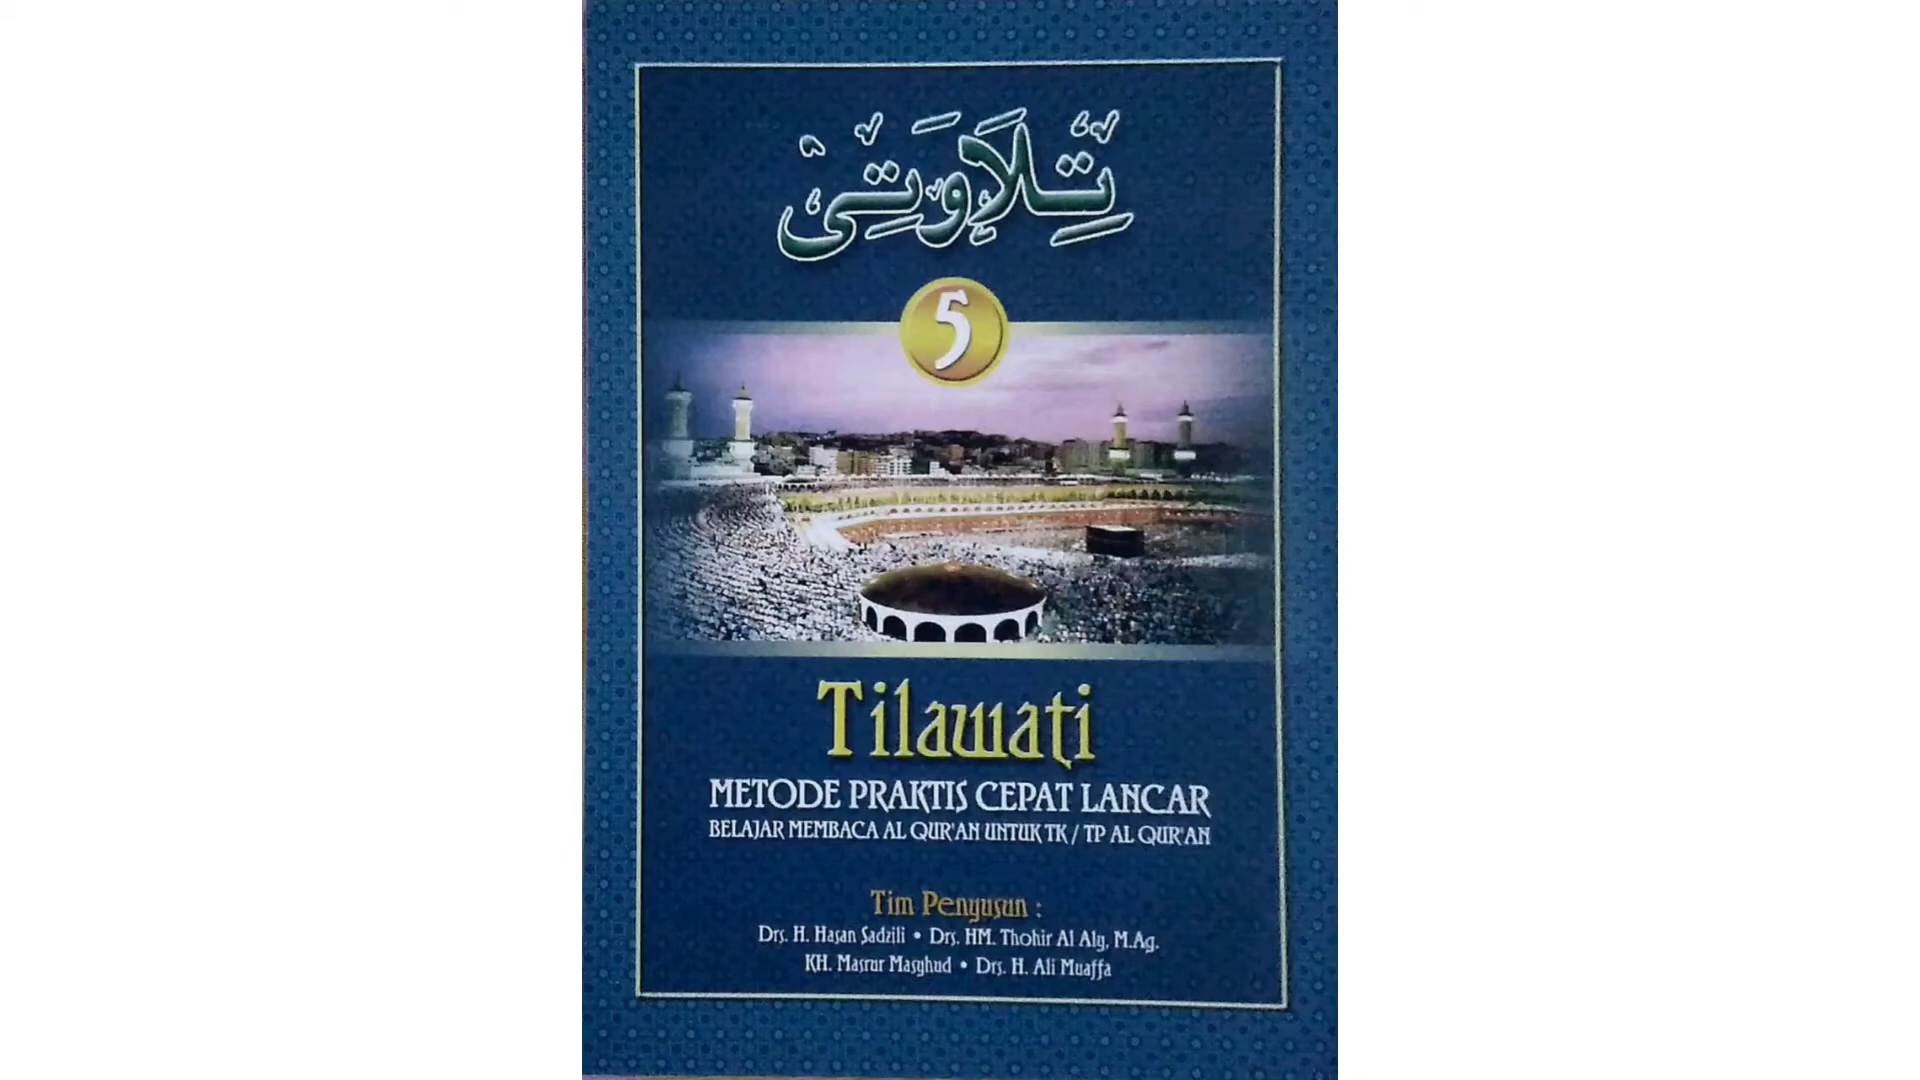 تِلَاوَتِيْ
5
Tilawati
METODE PRAKTIS CEPAT LANCAR
BELAJAR MEMBACA AL QUR'AN UNTUK TK / TP AL QUR'AN
Tim Penyusun :
Drs. H. Hasan Sadzili • Drs. HM. Thohir Al Aly, M.Ag.
KH. Masrur Masyhud • Drs. H. Ali Muaffa